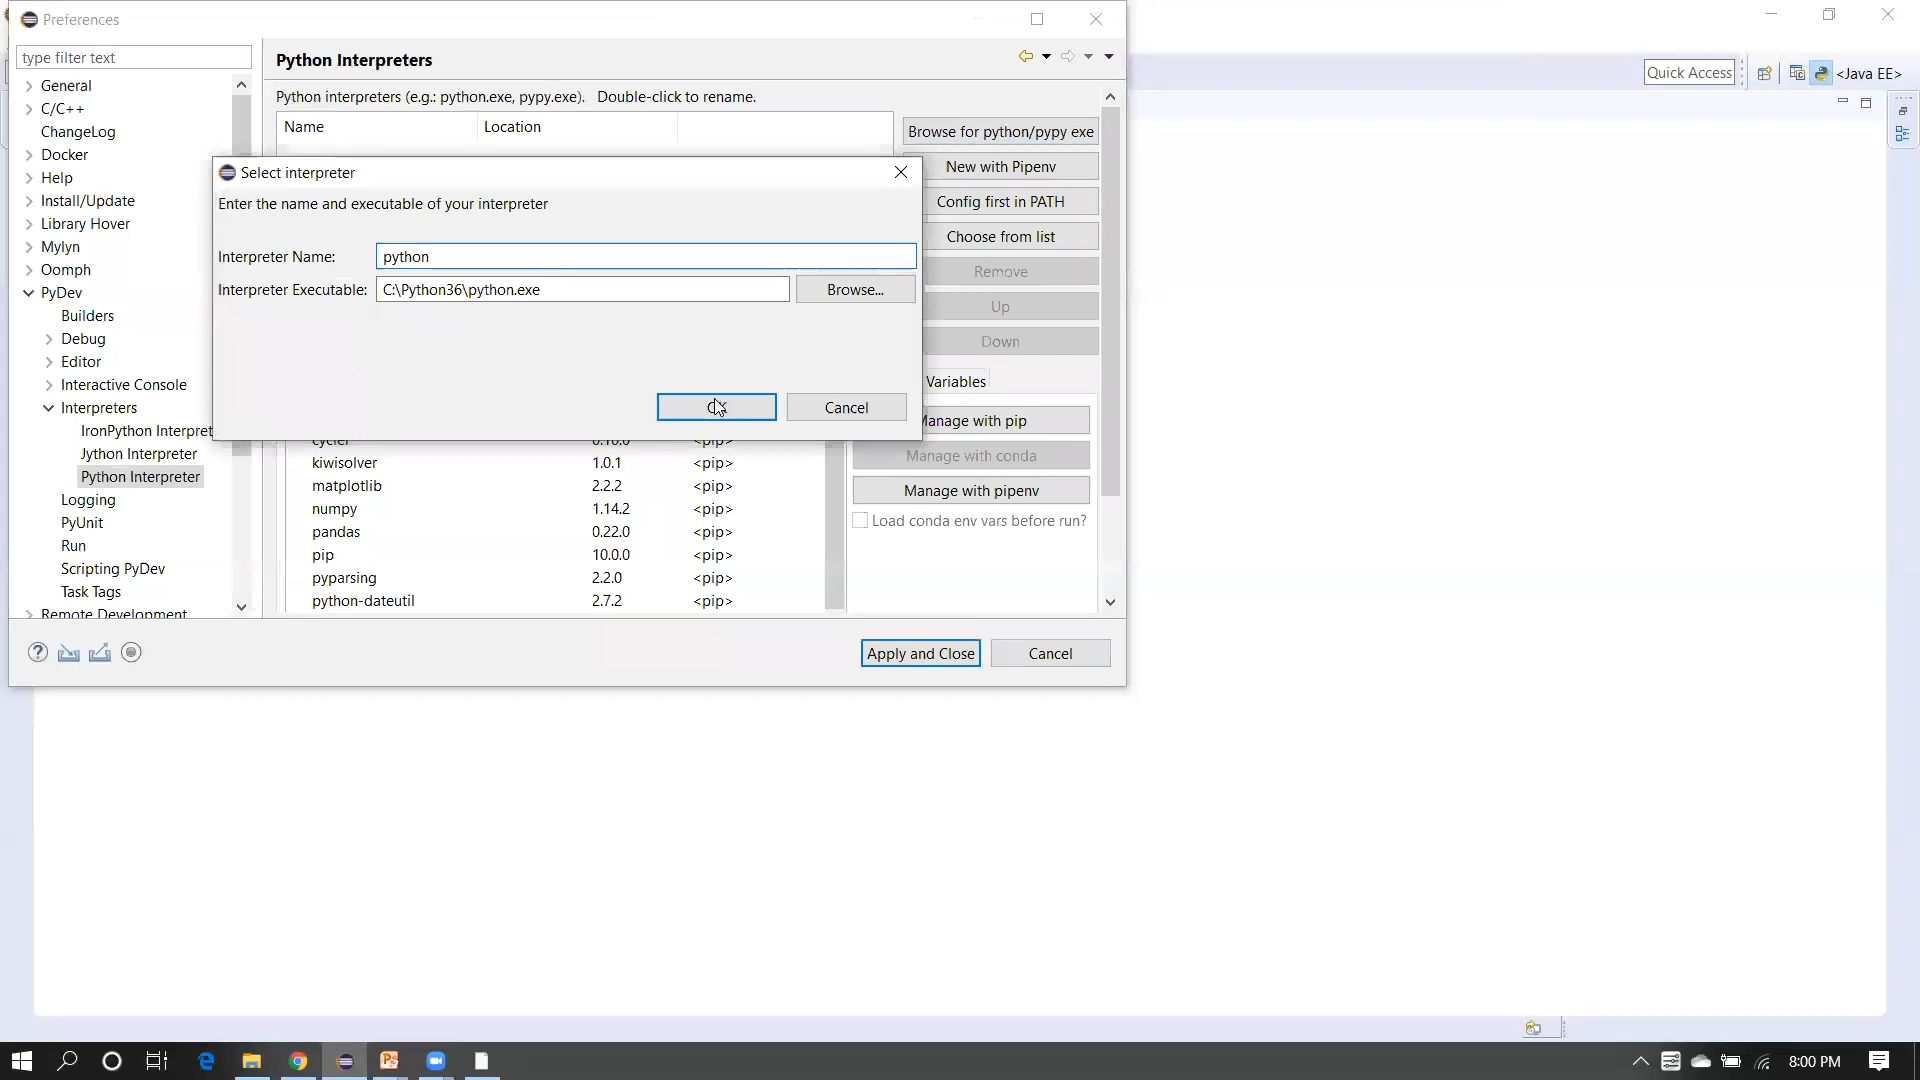 Preferences
type filter text
General
C/C++
ChangeLog
Docker
Help
Install/Update
Library Hover
Mylyn
Oomph
PyDev
Builders
Debug
Editor
Interactive Console
Interpreters
IronPython Interpret
Jython Interpreter
Python Interpreter
Logging
PyUnit
Run
Scripting PyDev
Task Tags
Remote Development
Python Interpreters
Python interpreters (e.g.: python.exe, pypy.exe).   Double-click to rename.
Name Location
Browse for python/pypy exe
New with Pipenv
Config first in PATH
Choose from list
Remove
Up
Down
Select interpreter
Enter the name and executable of your interpreter
Interpreter Name: python
Interpreter Executable: C:\Python36\python.exe Browse...
Cancel
Variables
Manage with pip
Manage with conda
Manage with pipenv
Load conda env vars before run?
cycler 0.10.0 <pip>
kiwisolver 1.0.1 <pip>
matplotlib 2.2.2 <pip>
numpy 1.14.2 <pip>
pandas 0.22.0 <pip>
pip 10.0.0 <pip>
pyparsing 2.2.0 <pip>
python-dateutil 2.7.2 <pip>
Apply and Close Cancel
Quick Access <Java EE>
8:00 PM